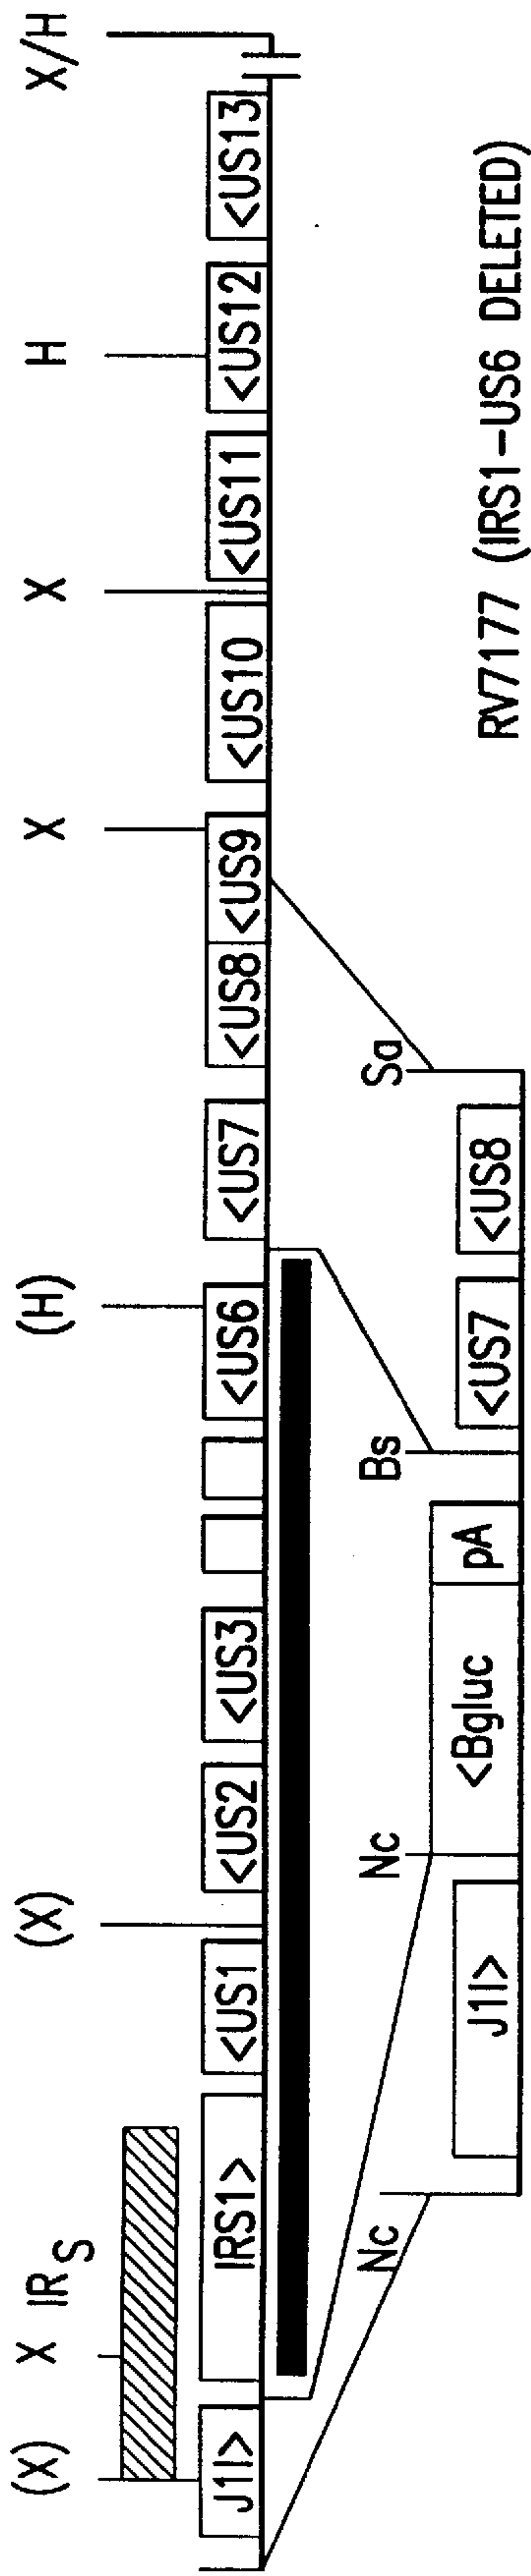 (X) X IRS (X) (H) X X H X/H
J1I> IRS1> <US1 <US2 <US3 <US6 <US7 <US8 <US9 <US10 <US11 <US12 <US13
Nc Nc Bs Sa
J1I> <Bgluc pA <US7 <US8
RV7177 (IRS1-US6 DELETED)